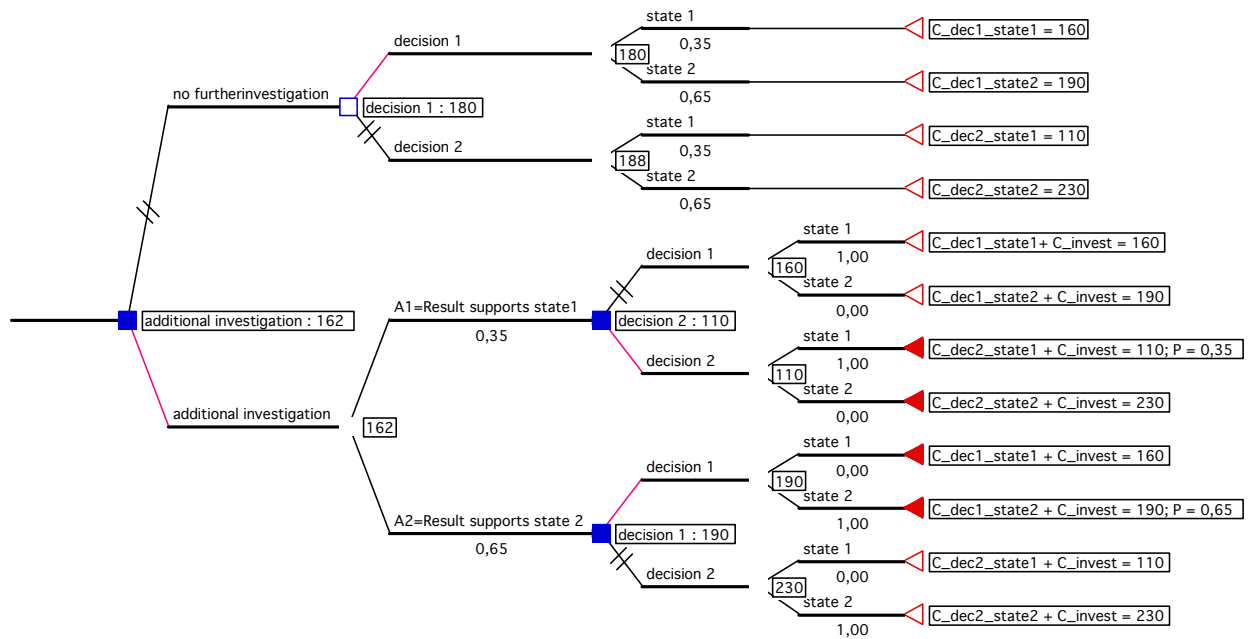 state 1
C_dec1_state1 = 160
0,35
decision 1
180
state 2
C_dec1_state2 = 190
0,65
no furtherinvestigation
decision 1 : 180
state 1
C_dec2_state1 = 110
0,35
decision 2
188
state 2
C_dec2_state2 = 230
0,65
state 1
C_dec1_state1+ C_invest = 160
1,00
decision 1
160
state 2
C_dec1_state2 + C_invest = 190
0,00
A1=Result supports state1
0,35
decision 2 : 110
additional investigation : 162
state 1
C_dec2_state1 + C_invest = 110; P = 0,35
1,00
decision 2
110
state 2
C_dec2_state2 + C_invest = 230
0,00
additional investigation
162
state 1
C_dec1_state1 + C_invest = 160
0,00
decision 1
190
state 2
C_dec1_state2 + C_invest = 190; P = 0,65
1,00
A2=Result supports state 2
0,65
decision 1 : 190
state 1
C_dec2_state1 + C_invest = 110
0,00
decision 2
230
state 2
C_dec2_state2 + C_invest = 230
1,00